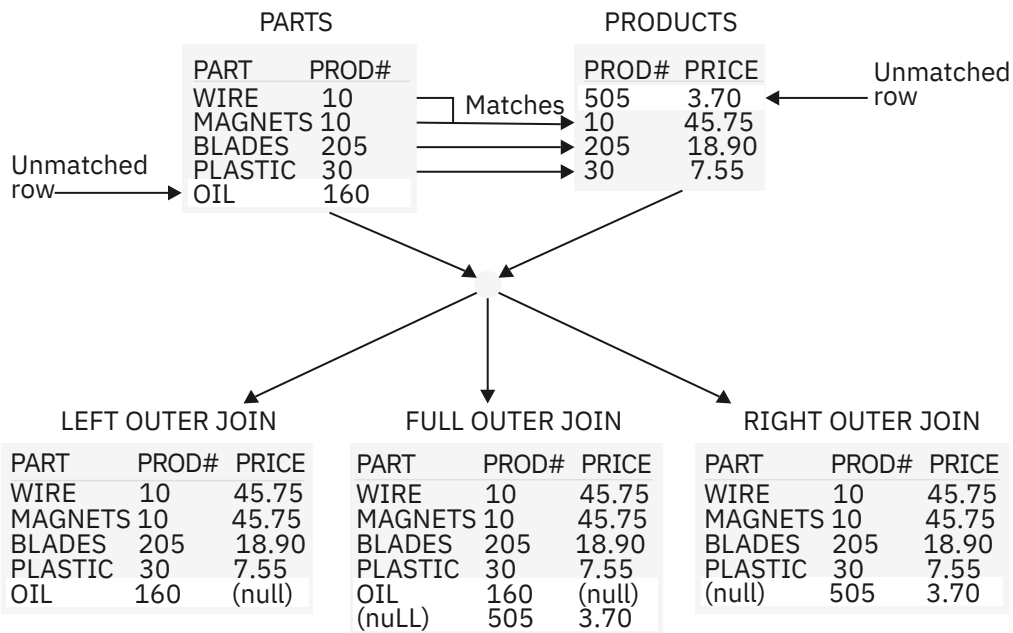 PARTS
PART PROD#
WIRE 10
MAGNETS 10
BLADES 205
PLASTIC 30
OIL 160
Unmatched
row
Matches
PRODUCTS
PROD# PRICE
505 3.70
10 45.75
205 18.90
30 7.55
Unmatched
row
LEFT OUTER JOIN
PART PROD# PRICE
WIRE 10 45.75
MAGNETS 10 45.75
BLADES 205 18.90
PLASTIC 30 7.55
OIL 160 (null)
FULL OUTER JOIN
PART PROD# PRICE
WIRE 10 45.75
MAGNETS 10 45.75
BLADES 205 18.90
PLASTIC 30 7.55
OIL 160 (null)
(nuLL) 505 3.70
RIGHT OUTER JOIN
PART PROD# PRICE
WIRE 10 45.75
MAGNETS 10 45.75
BLADES 205 18.90
PLASTIC 30 7.55
(null) 505 3.70